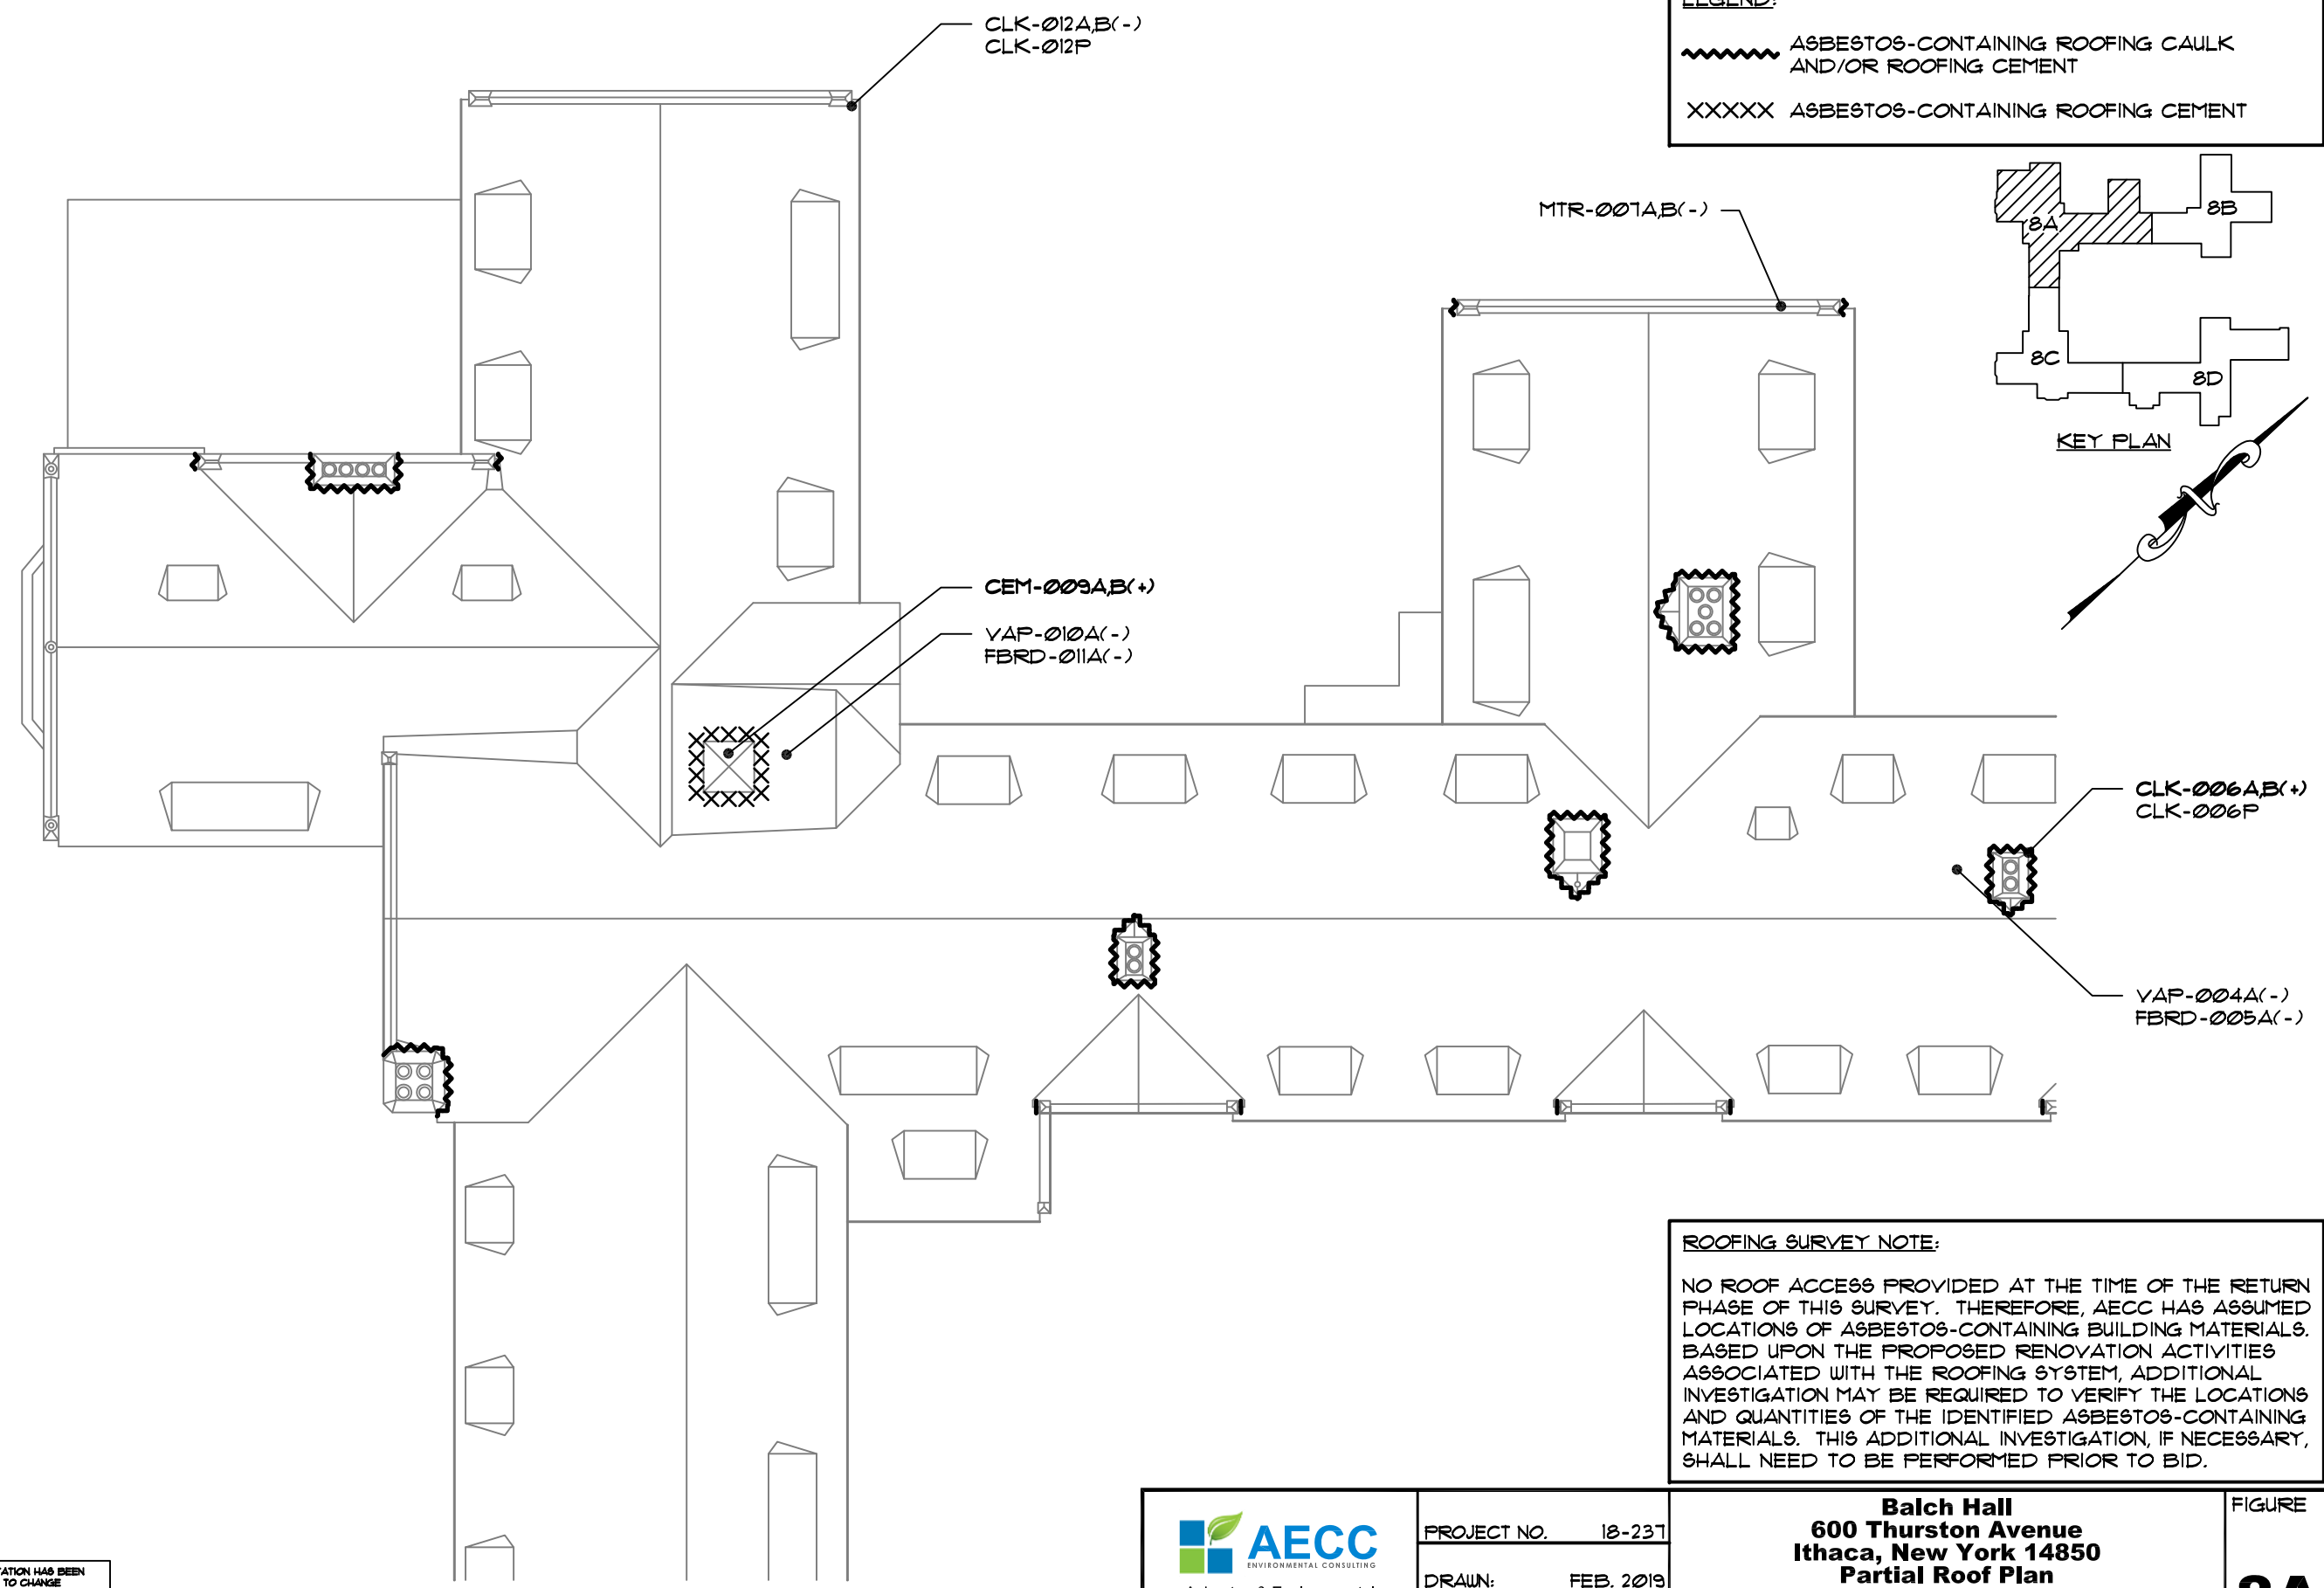 CLK-012A,B(-)
CLK-012P
LEGEND:
ASBESTOS-CONTAINING ROOFING CAULK
AND/OR ROOFING CEMENT
XXXXX ASBESTOS-CONTAINING ROOFING CEMENT
MTR-007A,B(-)
8A
8B
8C
8D
KEY PLAN
CEM-009A,B(+)
VAP-010A(-)
FBRD-011A(-)
CLK-006A,B(+)
CLK-006P
VAP-004A(-)
FBRD-005A(-)
ROOFING SURVEY NOTE:
NO ROOF ACCESS PROVIDED AT THE TIME OF THE RETURN
PHASE OF THIS SURVEY. THEREFORE, AECC HAS ASSUMED
LOCATIONS OF ASBESTOS-CONTAINING BUILDING MATERIALS.
BASED UPON THE PROPOSED RENOVATION ACTIVITIES
ASSOCIATED WITH THE ROOFING SYSTEM, ADDITIONAL
INVESTIGATION MAY BE REQUIRED TO VERIFY THE LOCATIONS
AND QUANTITIES OF THE IDENTIFIED ASBESTOS-CONTAINING
MATERIALS. THIS ADDITIONAL INVESTIGATION, IF NECESSARY,
SHALL NEED TO BE PERFORMED PRIOR TO BID.
AECC
ENVIRONMENTAL CONSULTING
PROJECT NO. 18-237
DRAWN: FEB. 2019
Balch Hall
600 Thurston Avenue
Ithaca, New York 14850
Partial Roof Plan
FIGURE
8A
HAS BEEN
TO CHANGE